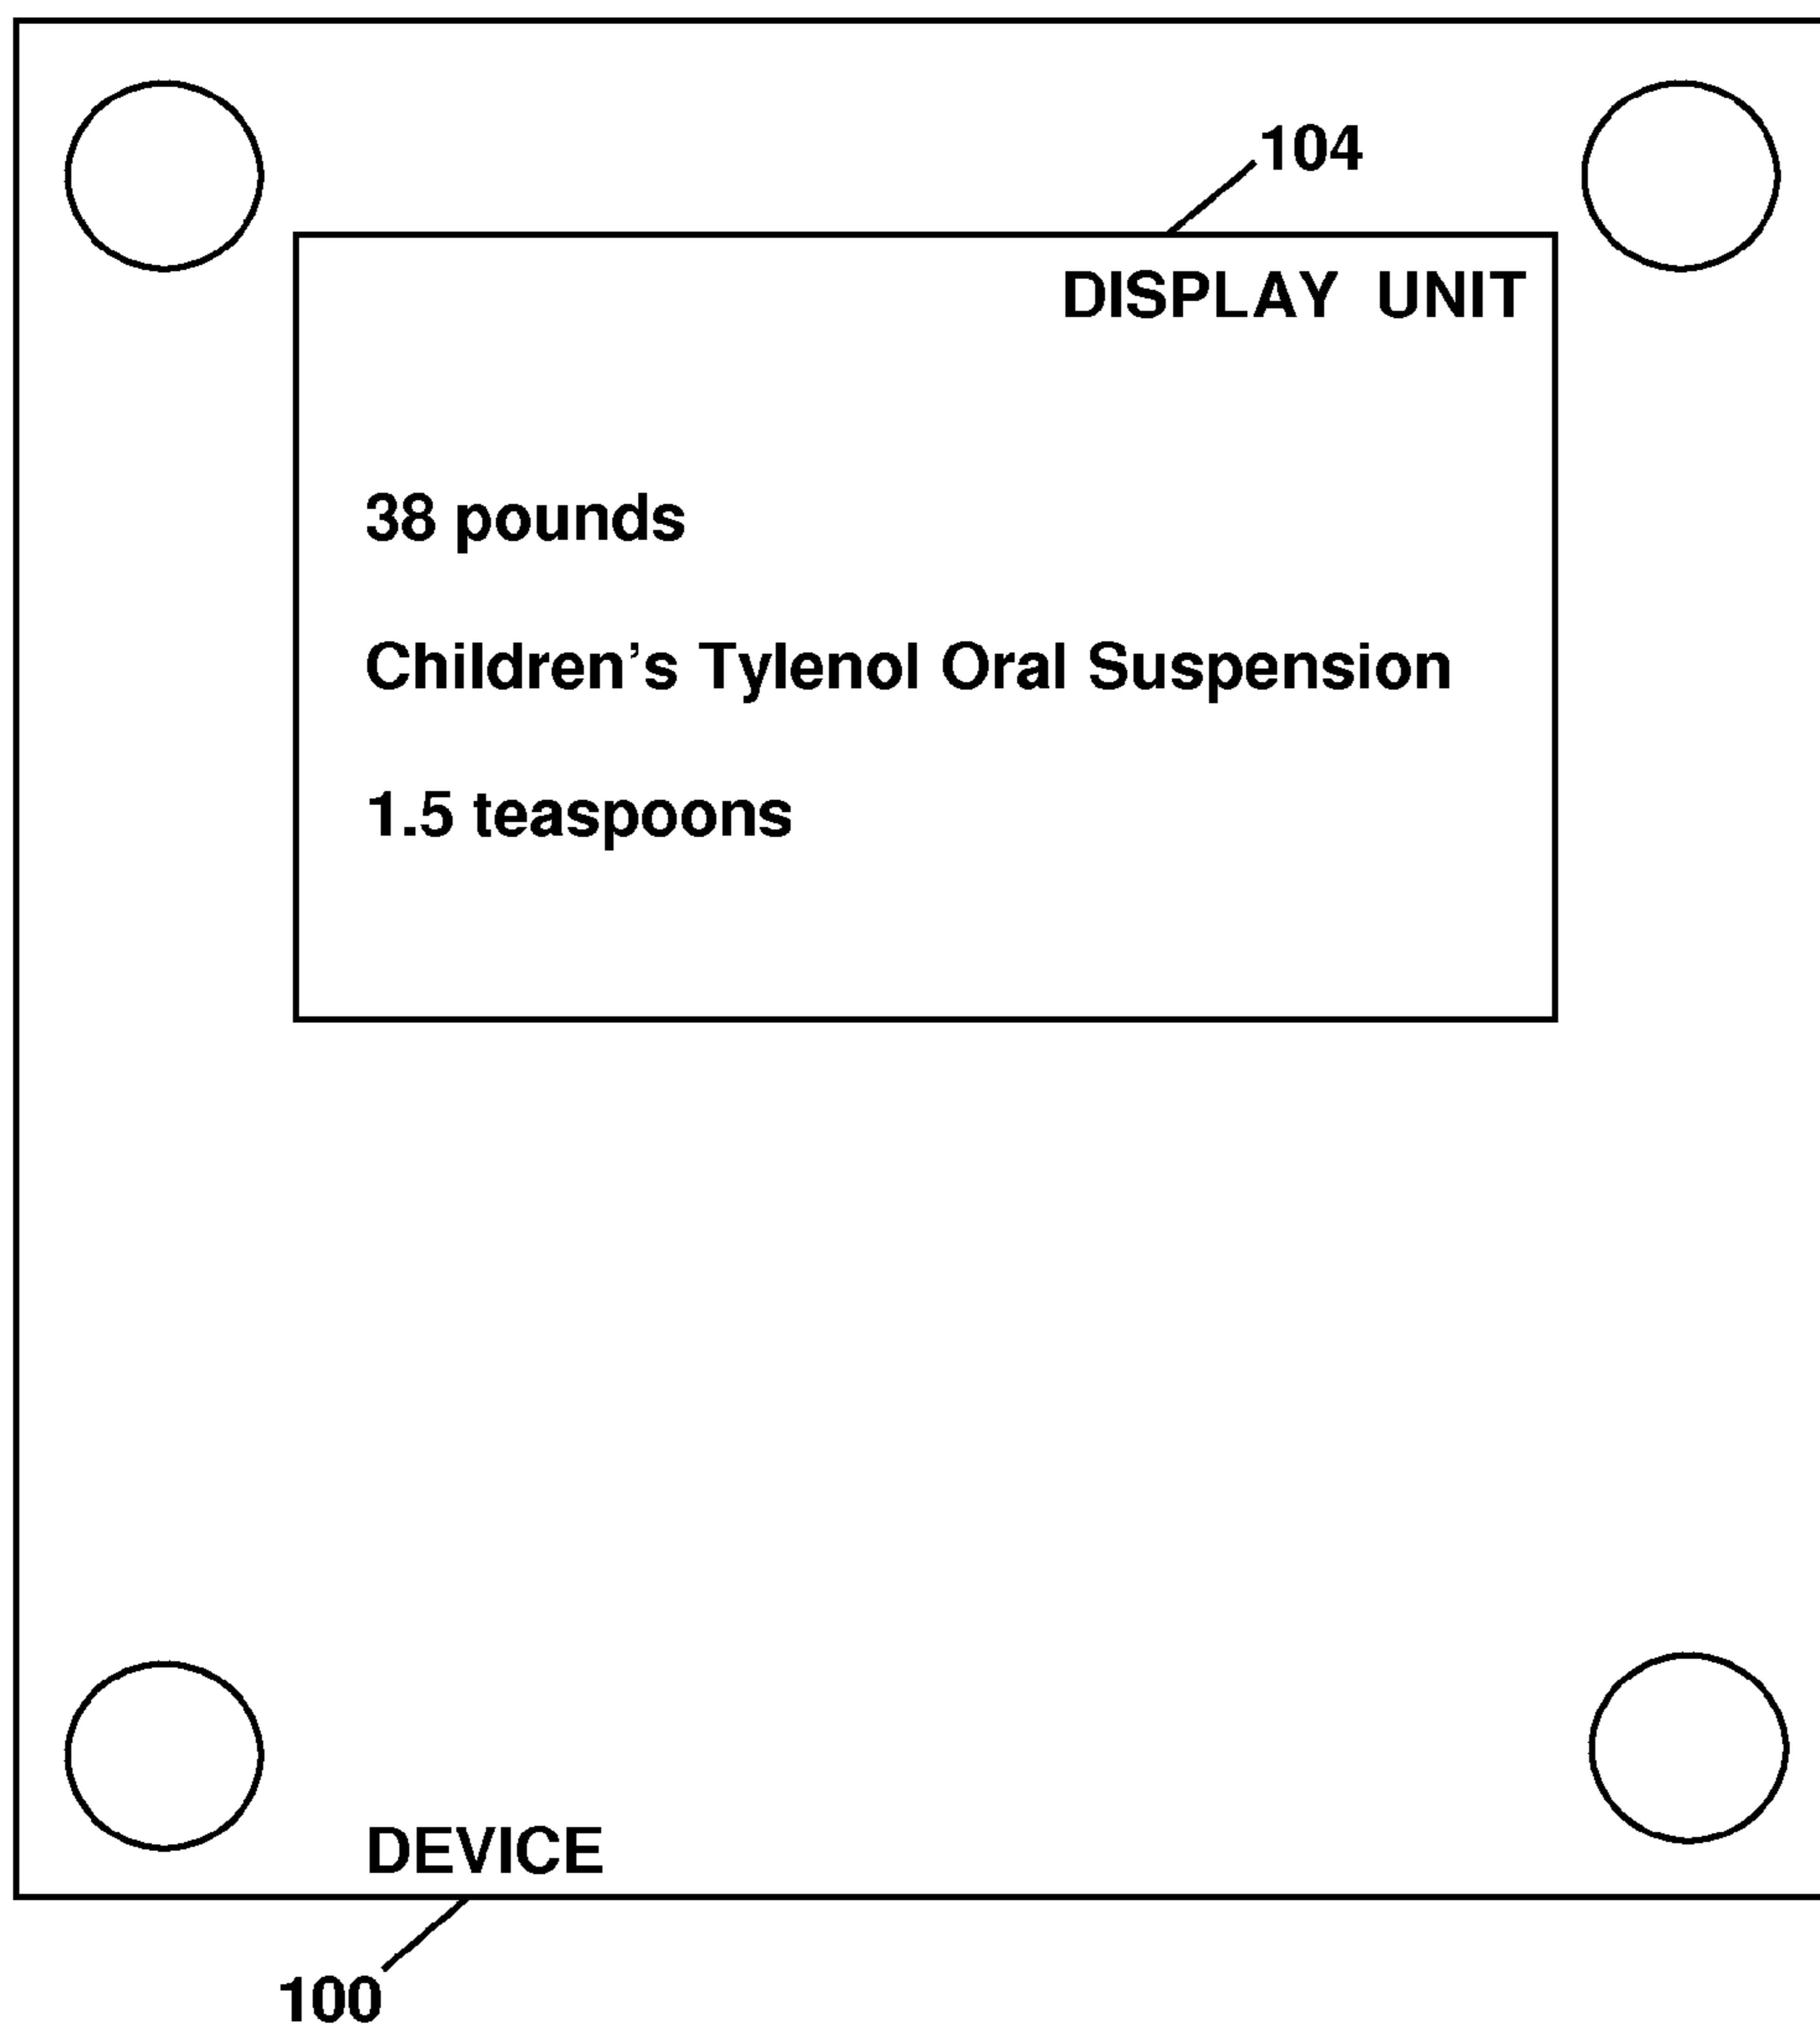 104
DISPLAY UNIT
38 pounds
Children's Tylenol Oral Suspension
1.5 teaspoons
DEVICE
100